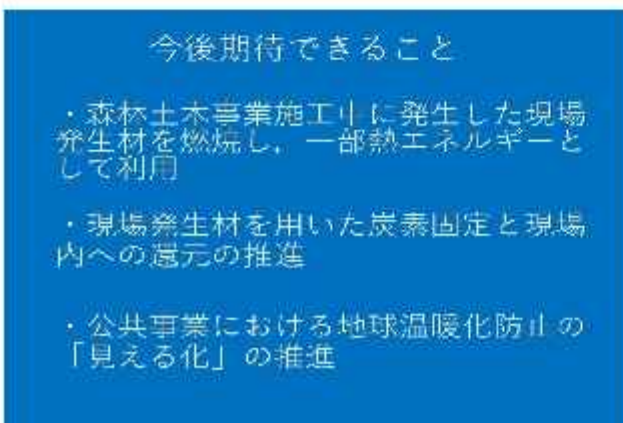 今後期待できること
・森林土木事業施工中に発生した現場
発生材を燃焼し，一部熱エネルギーと
して利用
・現場発生材を用いた炭素固定と現場
内への還元の推進
・公共事業における地球温暖化防止の
「見える化」の推進